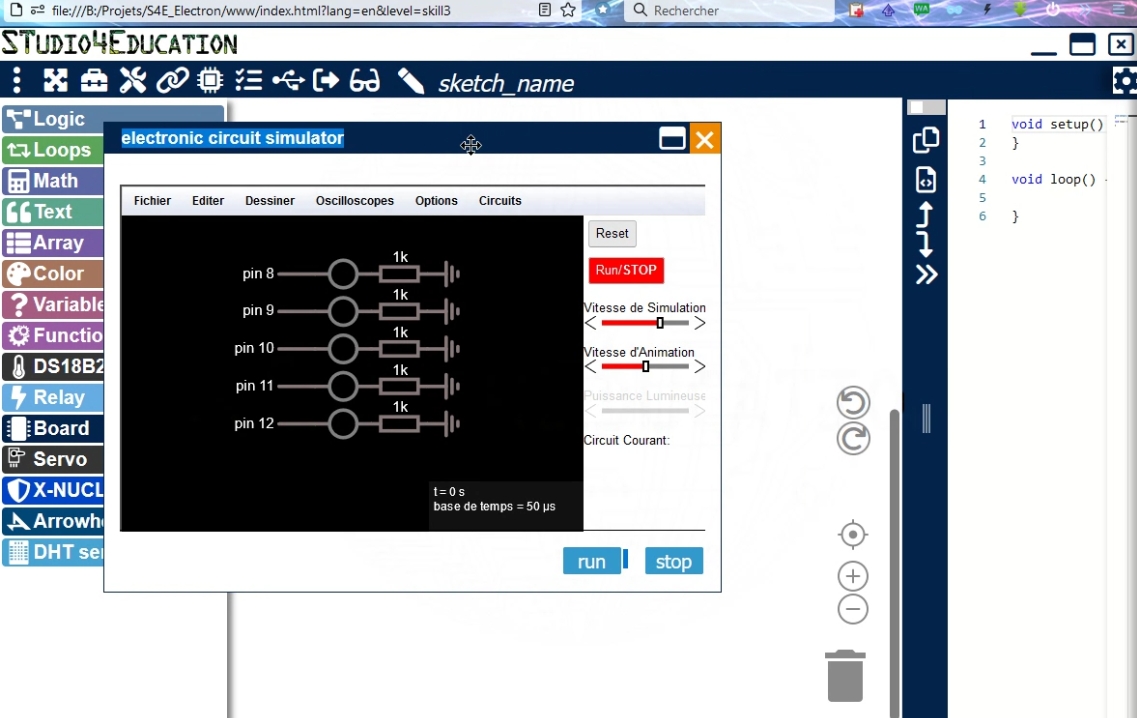 file:///B:/Projets/S4E_Electron/www/index.html?lang=en&level=skill3
Rechercher
STudio4Education
sketch_name
Logic
Loops
Math
Text
Array
Color
Variable
Functio
DS18B2
Relay
Board
Servo
X-NUCL
Arrowh
DHT se
electronic circuit simulator
Fichier Editer Dessiner Oscilloscopes Options Circuits
pin 8 1k
pin 9 1k
pin 10 1k
pin 11 1k
pin 12 1k
t = 0 s
base de temps = 50 µs
Reset
Run/STOP
Vitesse de Simulation
Vitesse d'Animation
Puissance Lumineuse
Circuit Courant:
run stop
1 void setup()
2 }
3
4 void loop()
5
6 }